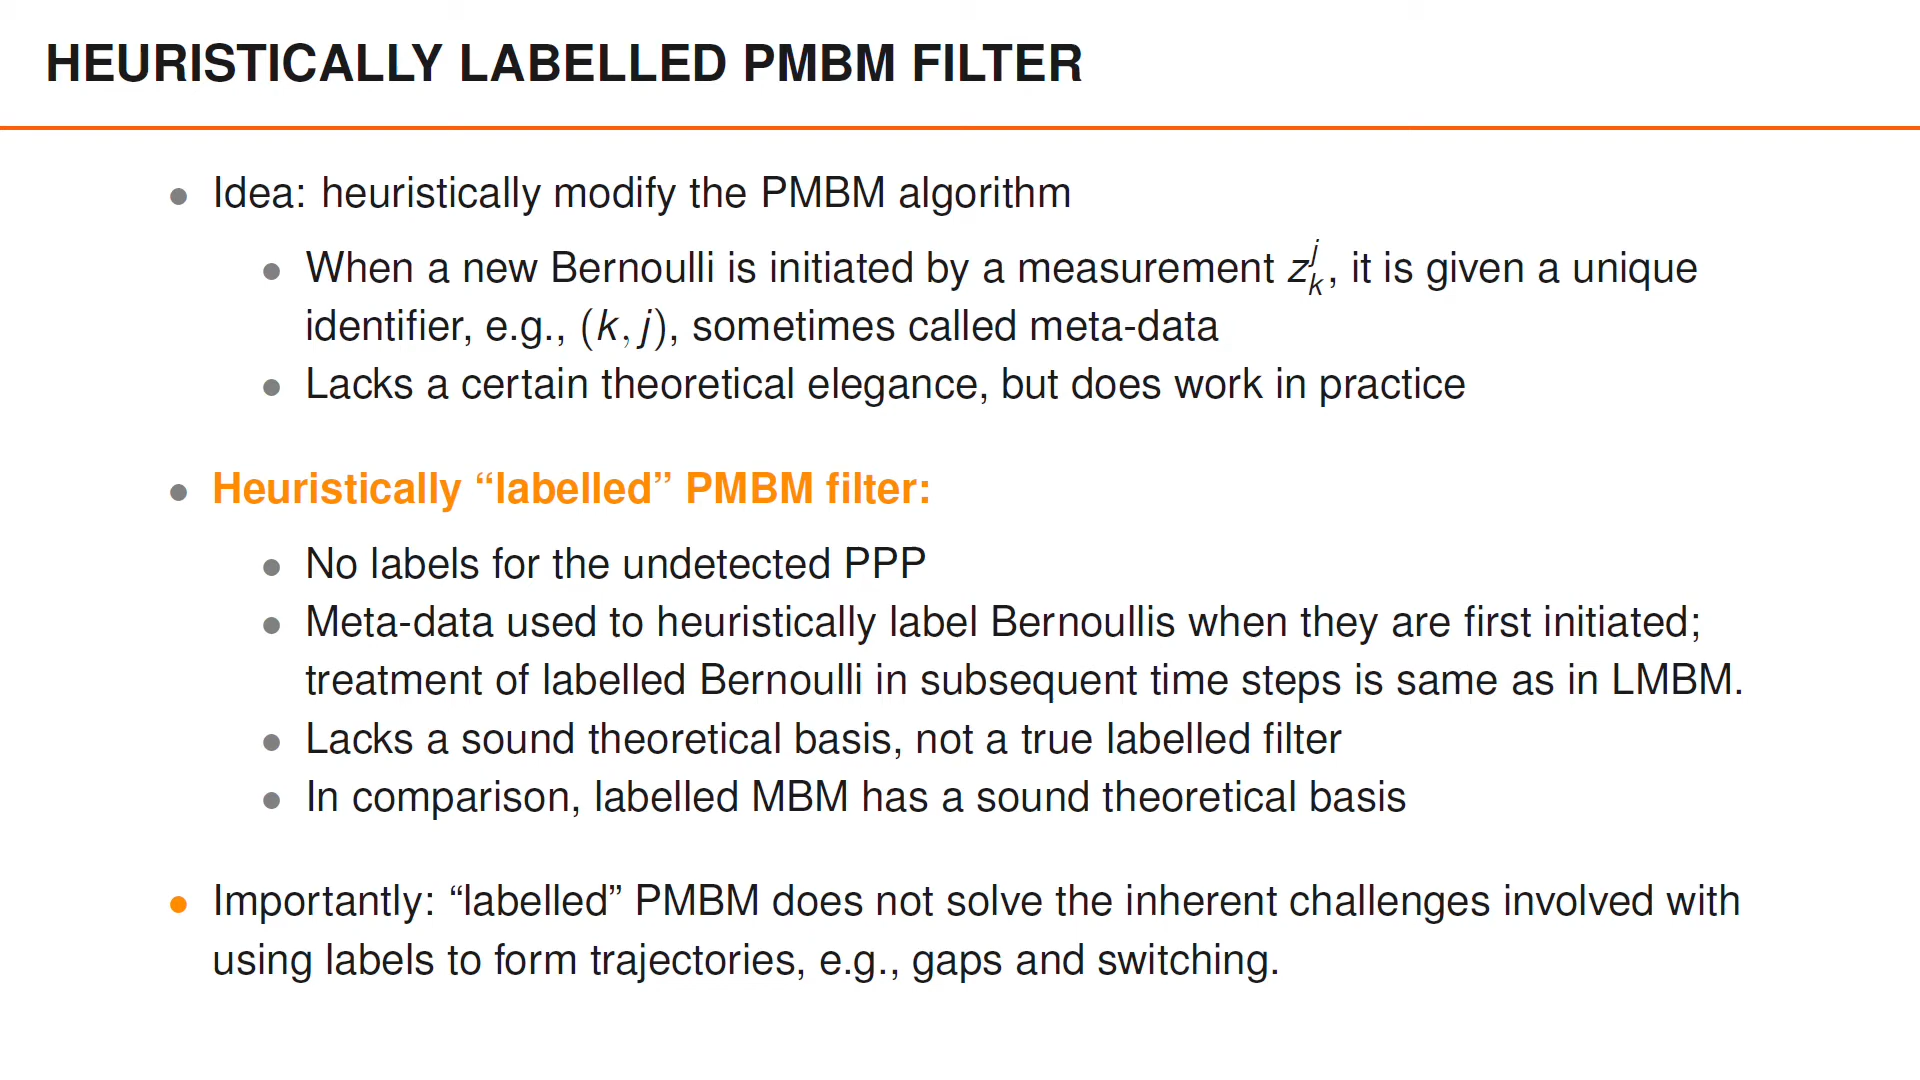 HEURISTICALLY LABELLED PMBM FILTER
• Idea: heuristically modify the PMBM algorithm
• When a new Bernoulli is initiated by a measurement $z_k^j$, it is given a unique
identifier, e.g., $(k, j)$, sometimes called meta-data
• Lacks a certain theoretical elegance, but does work in practice
• Heuristically “labelled” PMBM filter:
• No labels for the undetected PPP
• Meta-data used to heuristically label Bernoullis when they are first initiated;
treatment of labelled Bernoulli in subsequent time steps is same as in LMBM.
• Lacks a sound theoretical basis, not a true labelled filter
• In comparison, labelled MBM has a sound theoretical basis
• Importantly: “labelled” PMBM does not solve the inherent challenges involved with
using labels to form trajectories, e.g., gaps and switching.